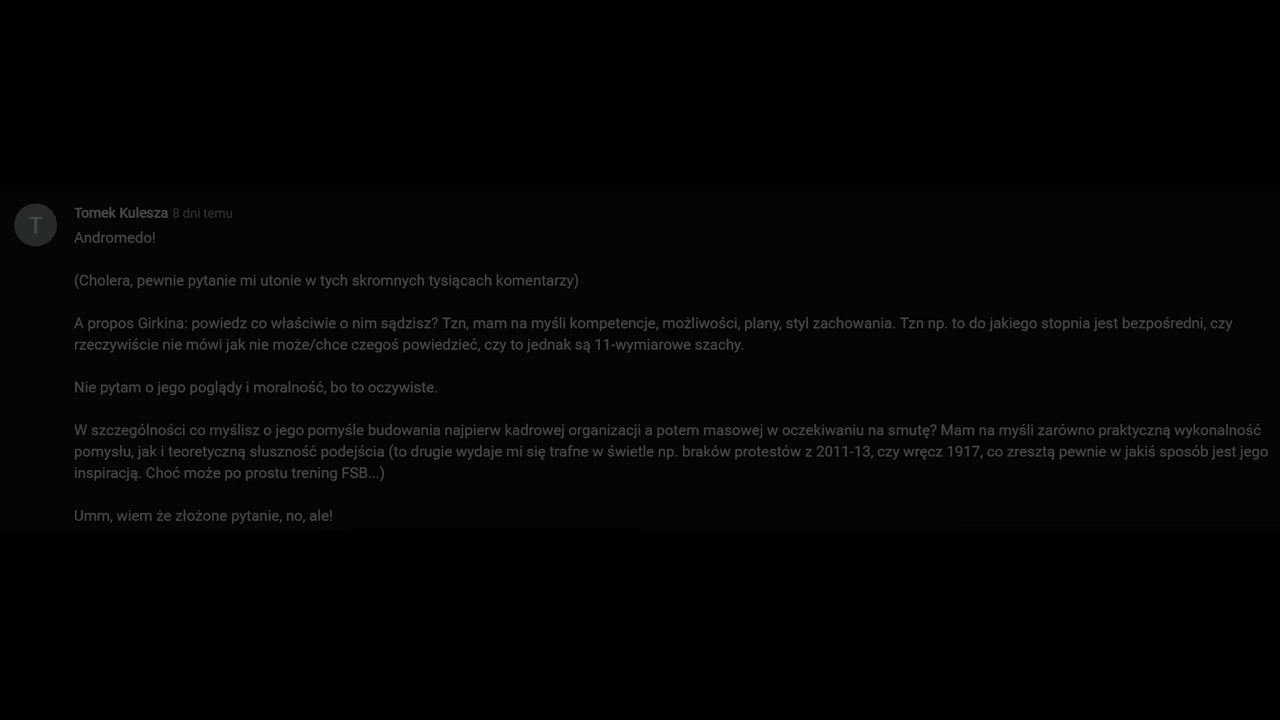 T
Tomek Kulesza 8 dni temu
Andromedo!
(Cholera, pewnie pytanie mi utonie w tych skromnych tysiącach komentarzy)
A propos Girkina: powiedz co właściwie o nim sądzisz? Tzn, mam na myśli kompetencje, możliwości, plany, styl zachowania. Tzn np. to do jakiego stopnia jest bezpośredni, czy
rzeczywiście nie mówi jak nie może/chce czegoś powiedzieć, czy to jednak są 11-wymiarowe szachy.
Nie pytam o jego poglądy i moralność, bo to oczywiste.
W szczególności co myślisz o jego pomyśle budowania najpierw kadrowej organizacji a potem masowej w oczekiwaniu na smutę? Mam na myśli zarówno praktyczną wykonalność
pomysłu, jak i teoretyczną słuszność podejścia (to drugie wydaje mi się trafne w świetle np. braków protestów z 2011-13, czy wręcz 1917, co zresztą pewnie w jakiś sposób jest jego
inspiracją. Choć może po prostu trening FSB...)
Umm, wiem że złożone pytanie, no, ale!